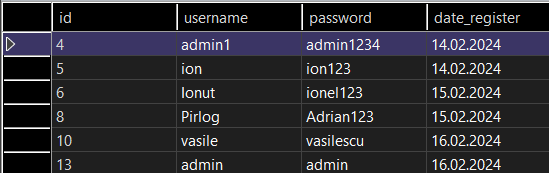 id username password date_register
4 admin1 admin1234 14.02.2024
5 ion ion123 14.02.2024
6 Ionut ionel123 15.02.2024
8 Pirlog Adrian123 15.02.2024
10 vasile vasilescu 16.02.2024
13 admin admin 16.02.2024